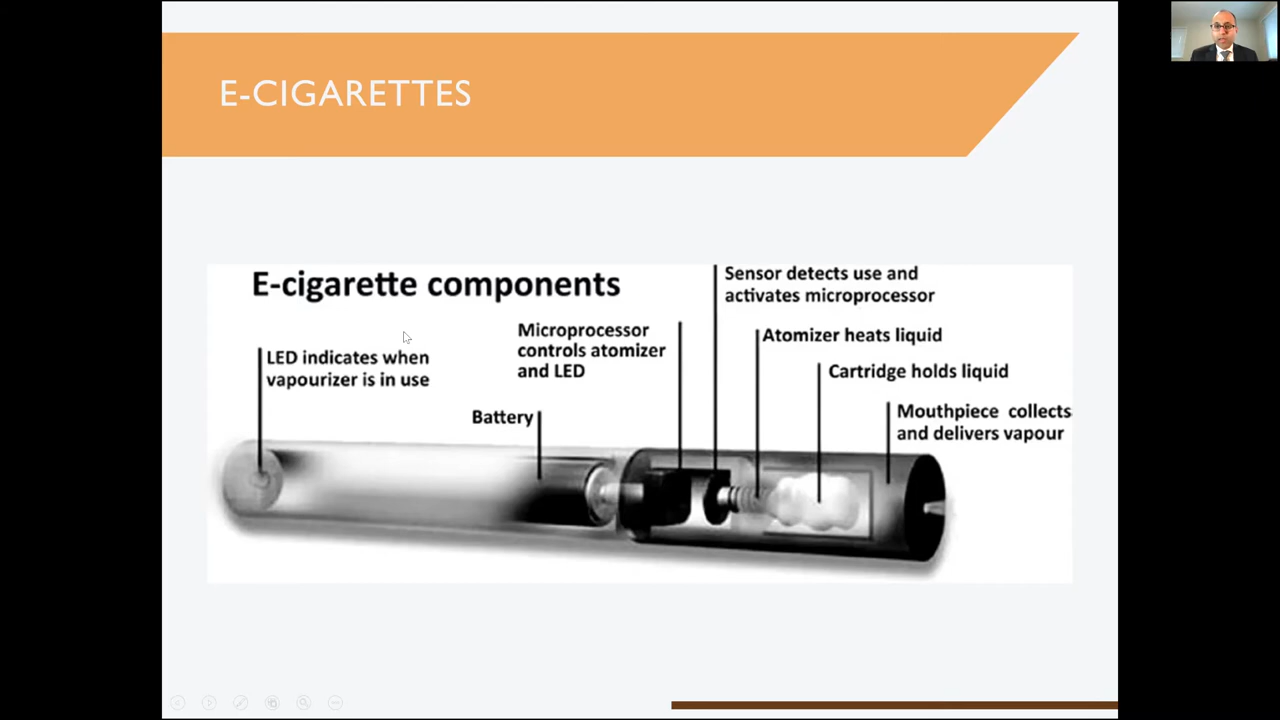 E-CIGARETTES
E-cigarette components
LED indicates when
vapourizer is in use
Battery
Microprocessor
controls atomizer
and LED
Sensor detects use and
activates microprocessor
Atomizer heats liquid
Cartridge holds liquid
Mouthpiece collects
and delivers vapour